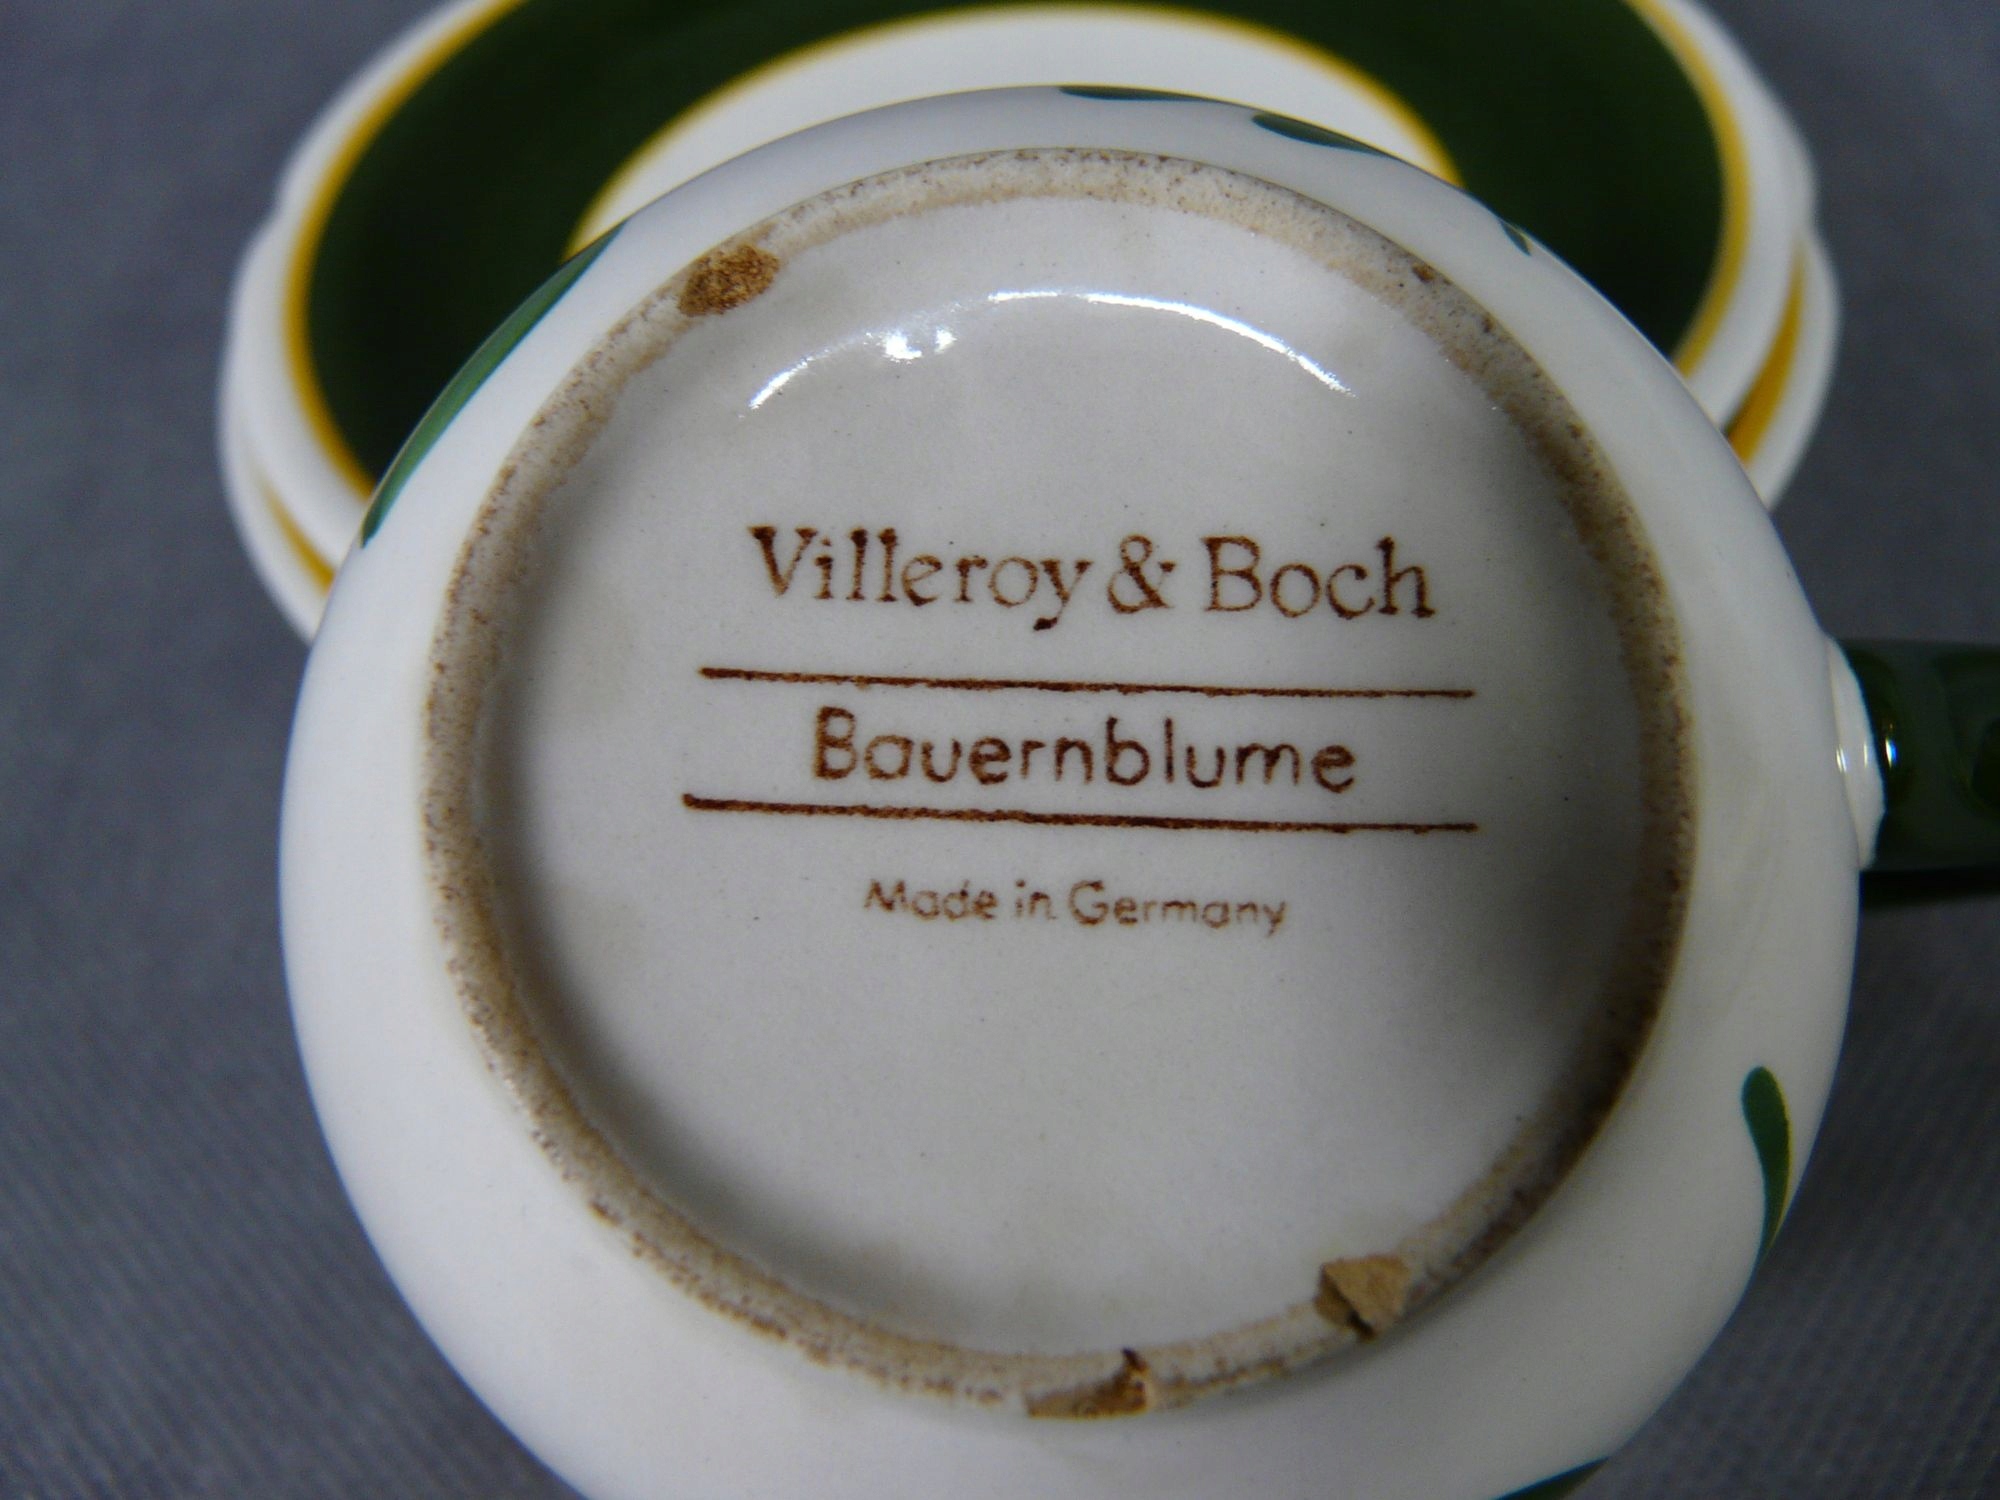 Villeroy & Boch
Bauernblume
Made in Germany